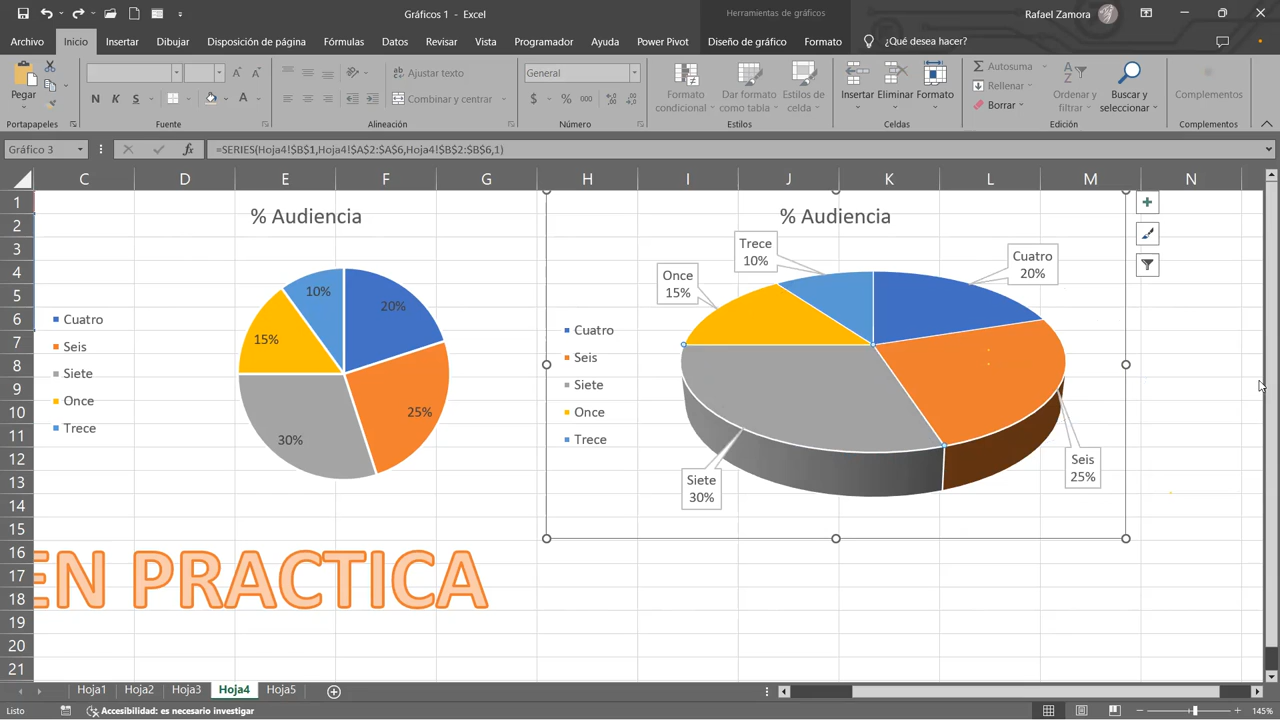 Gráficos 1 - Excel
Herramientas de gráficos
Rafael Zamora
Archivo Inicio Insertar Dibujar Disposición de página Fórmulas Datos Revisar Vista Programador Ayuda Power Pivot Diseño de gráfico Formato ¿Qué desea hacer?
Pegar
N K S A
Ajustar texto
Combinar y centrar
General
$ % 000
Formato condicional
Dar formato como tabla
Estilos de celda
Insertar
Eliminar
Formato
Autosuma
Rellenar
Borrar
Ordenar y filtrar
Buscar y seleccionar
Complementos
Portapapeles Fuente Alineación Número Estilos Celdas Edición Complementos
Gráfico 3 fx =SERIES(Hoja4!$B$1,Hoja4!$A$2:$A$6,Hoja4!$B$2:$B$6,1)
C D E F G H I J K L M N
1
2
3
4
5
6
7
8
9
10
11
12
13
14
15
16
17
18
19
20
21
% Audiencia
Cuatro
Seis
Siete
Once
Trece
10%
20%
15%
25%
30%
% Audiencia
Cuatro
Seis
Siete
Once
Trece
Trece
10%
Cuatro
20%
Once
15%
Siete
30%
Seis
25%
EN PRACTICA
Hoja1 Hoja2 Hoja3 Hoja4 Hoja5
Listo Accesibilidad: es necesario investigar 145%